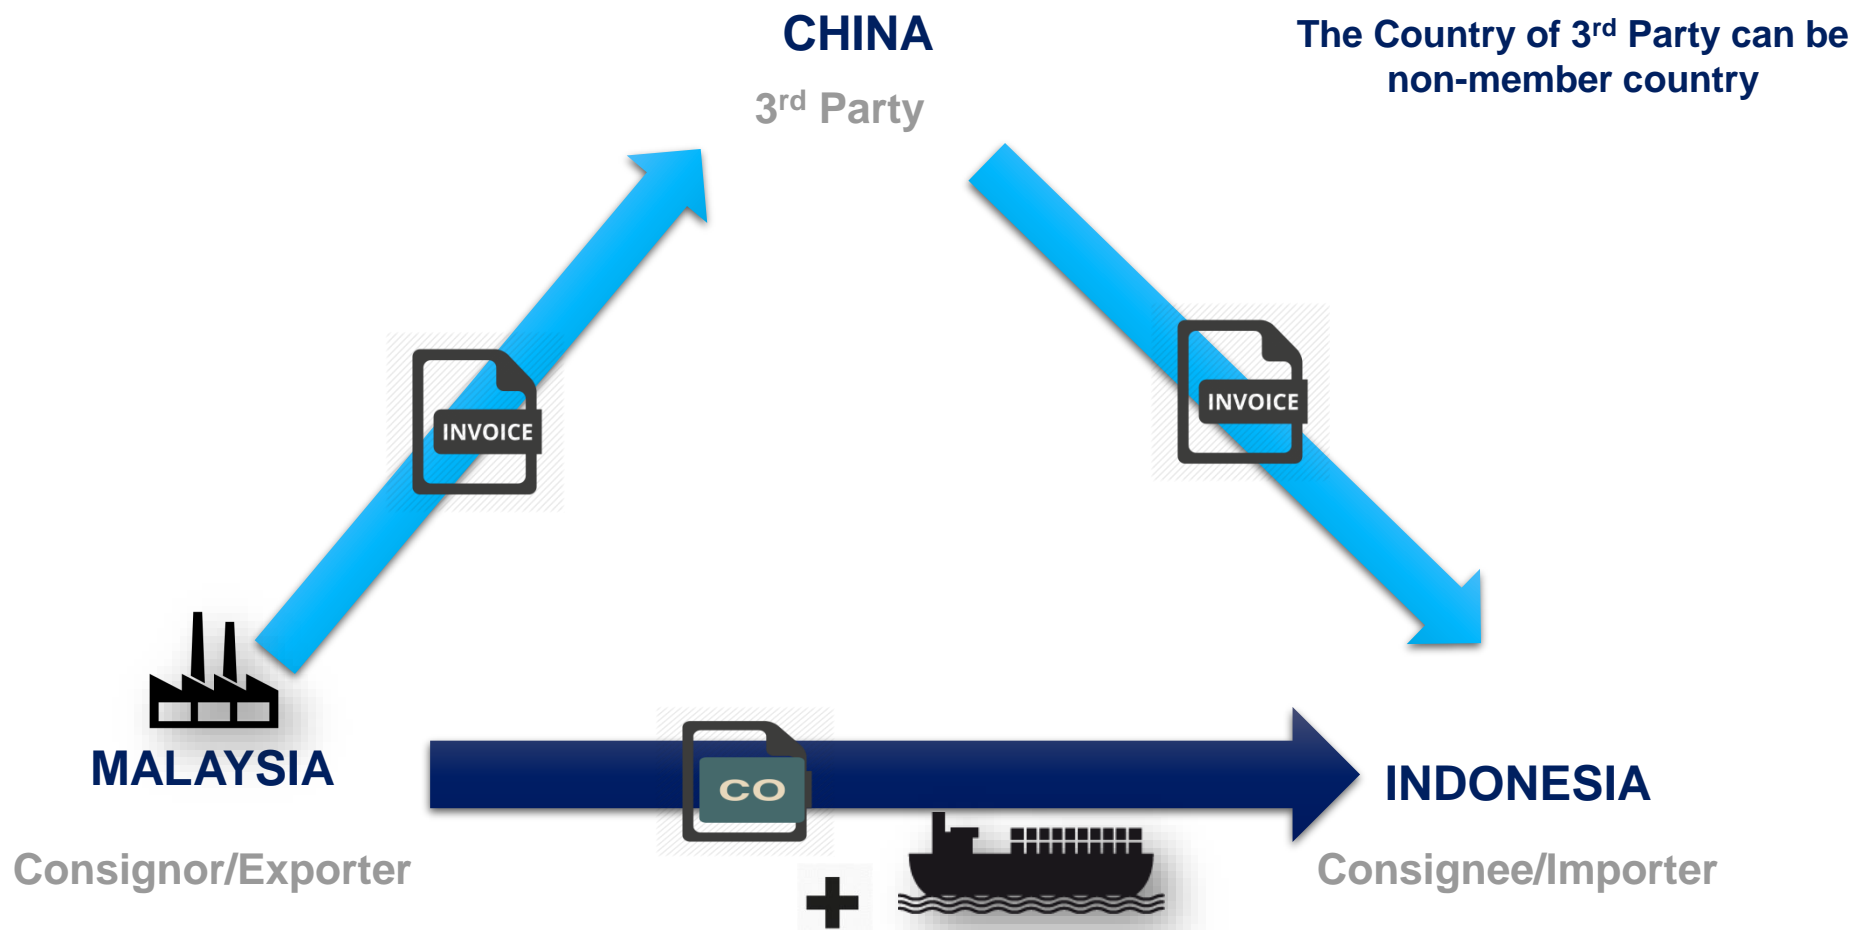 CHINA
3rd Party
The Country of 3rd Party can be
non-member country
INVOICE
INVOICE
MALAYSIA
CO
INDONESIA
Consignor/Exporter
Consignee/Importer